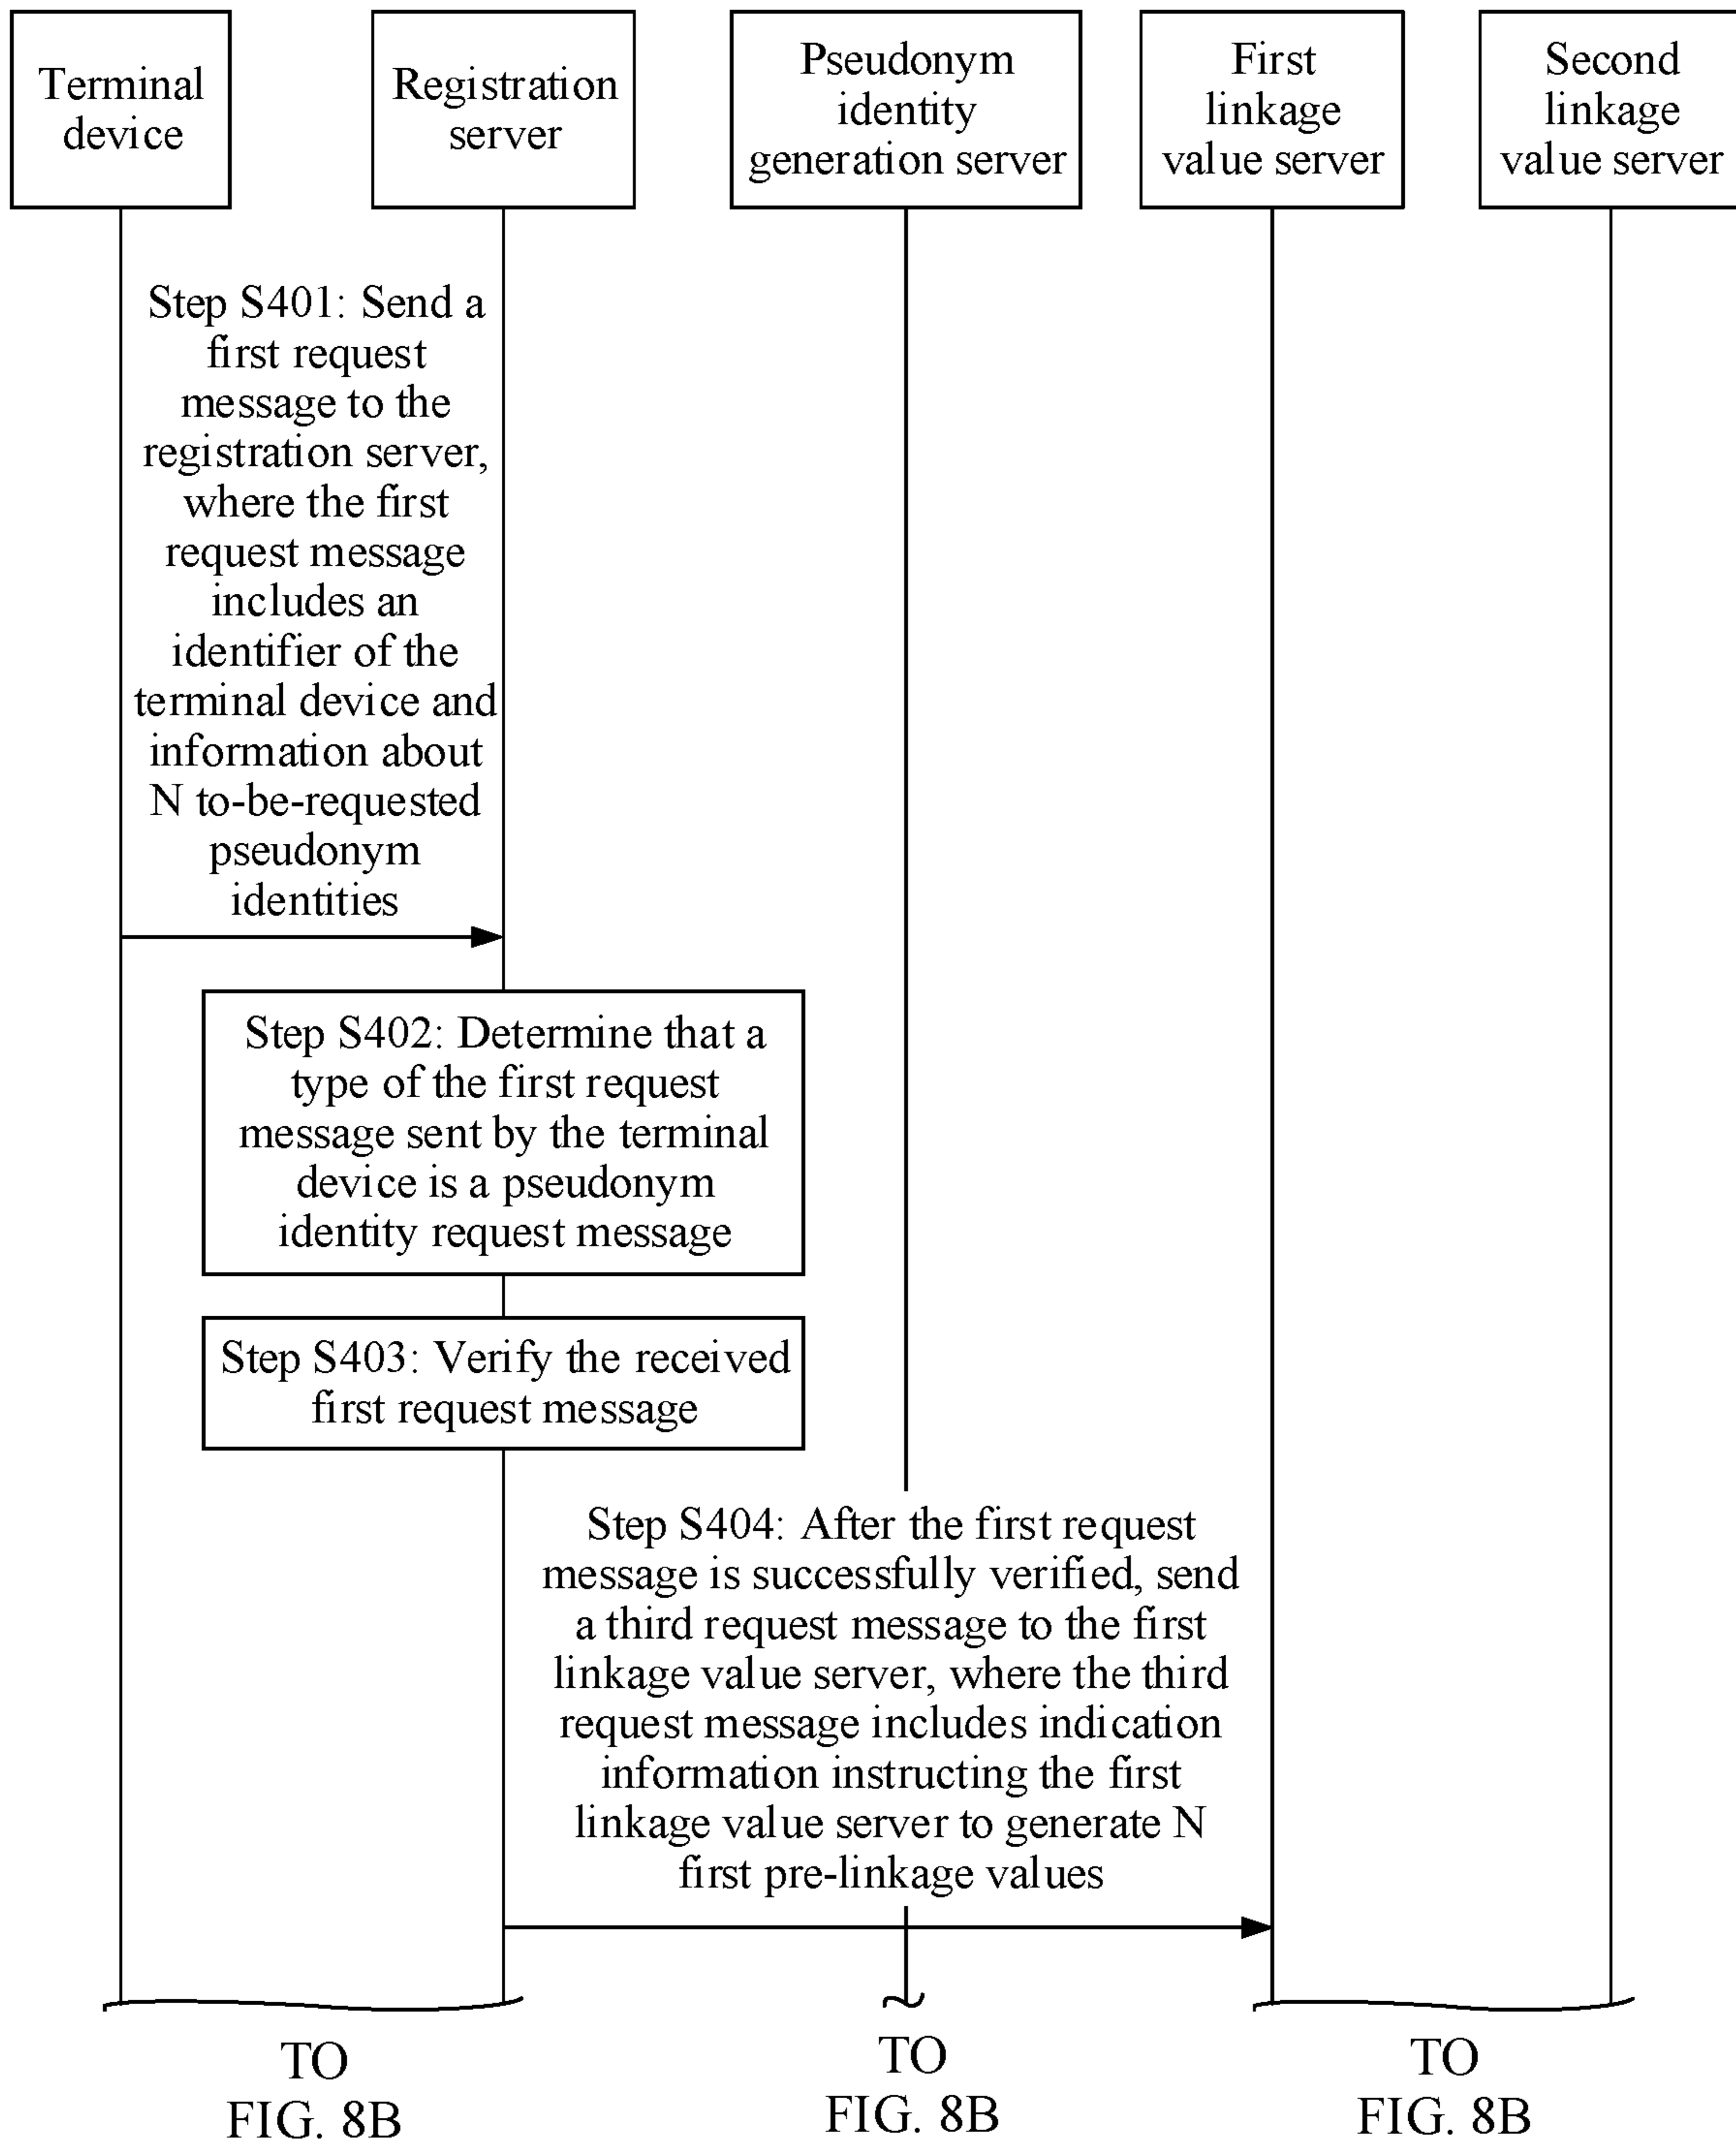 Terminal
device
Registration
server
Pseudonym
identity
generation server
First
linkage
value server
Second
linkage
value server
Step S401: Send a
first request
message to the
registration server,
where the first
request message
includes an
identifier of the
terminal device and
information about
N to-be-requested
pseudonym
identities
Step S402: Determine that a
type of the first request
message sent by the terminal
device is a pseudonym
identity request message
Step S403: Verify the received
first request message
Step S404: After the first request
message is successfully verified, send
a third request message to the first
linkage value server, where the third
request message includes indication
information instructing the first
linkage value server to generate N
first pre-linkage values
TO
FIG. 8B
TO
FIG. 8B
TO
FIG. 8B